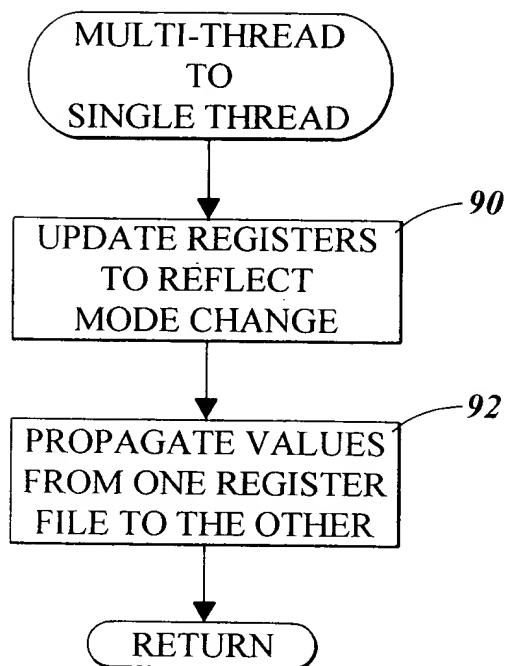 MULTI-THREAD
TO
SINGLE THREAD
90
UPDATE REGISTERS
TO REFLECT
MODE CHANGE
92
PROPAGATE VALUES
FROM ONE REGISTER
FILE TO THE OTHER
RETURN